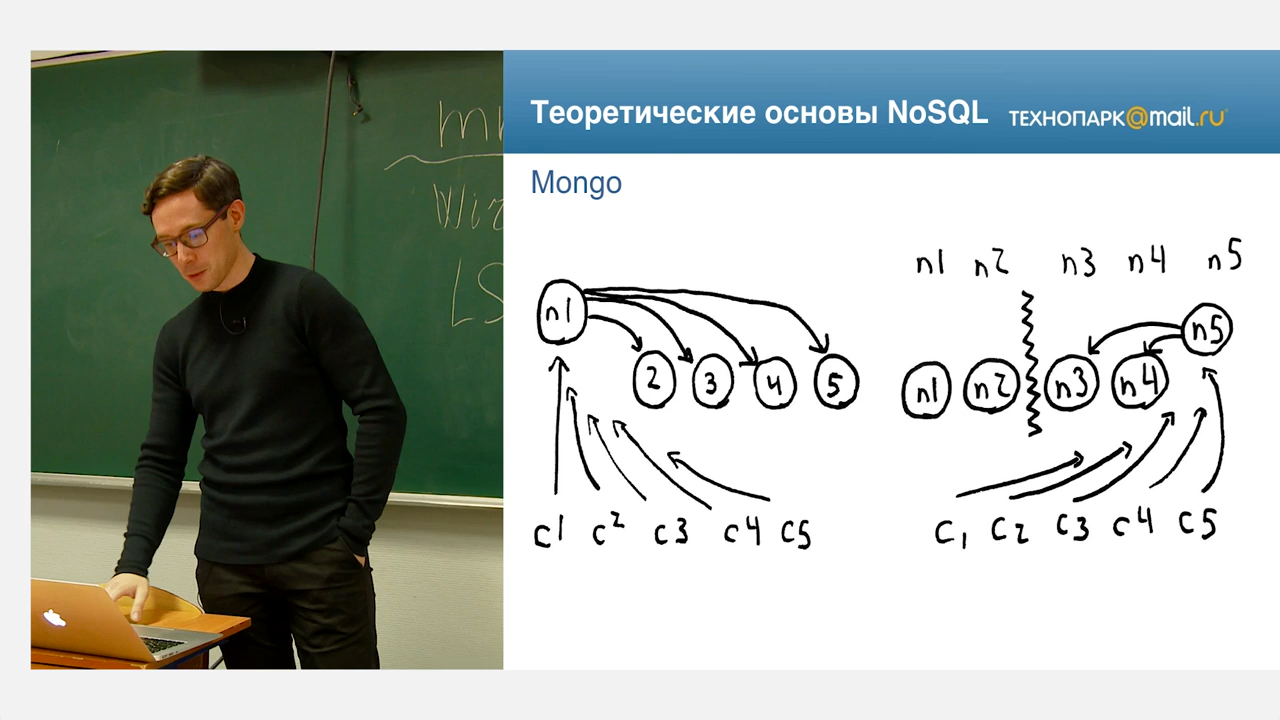 Теоретические основы NoSQL
ТЕХНОПАРК@mail.ru
Mongo
n1 n2 n3 n4 n5
n1
2 3 4 5
n5
n1 n2 n3 n4
c1 c2 c3 c4 c5
c1 c2 c3 c4 c5
LS